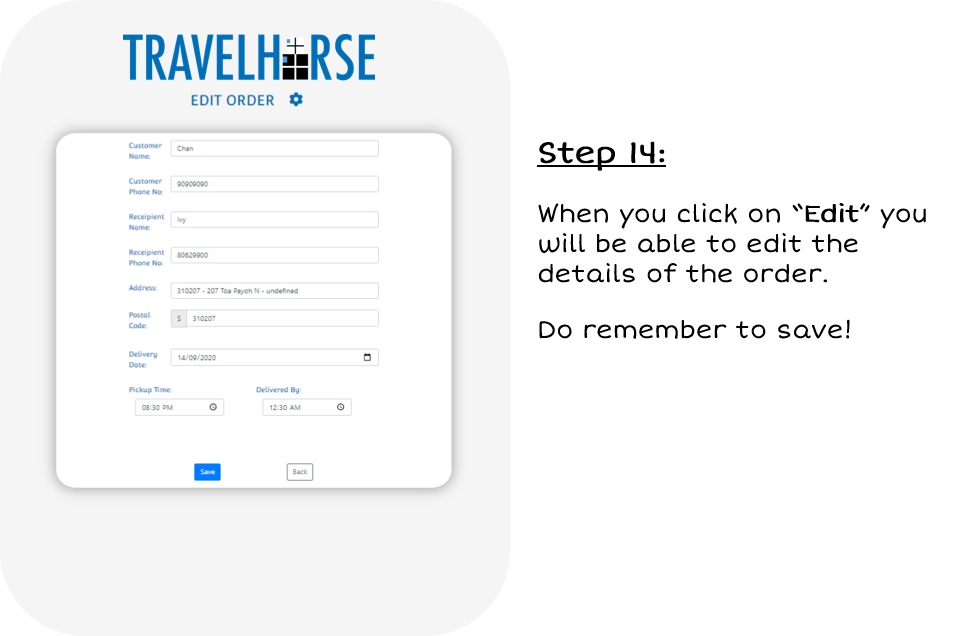 TRAVELHORSE
EDIT ORDER
Customer
Name:
Chan
Customer
Phone No:
90909090
Receipient
Name:
Ivy
Receipient
Phone No:
80629900
Address:
310207 - 207 Toa Payoh N - undefined
Postal
Code:
S 310207
Delivery
Date:
14/09/2020
Pickup Time: Delivered By:
08:30 PM 12:30 AM
Save Back
Step 14:
When you click on “Edit” you
will be able to edit the
details of the order.
Do remember to save!